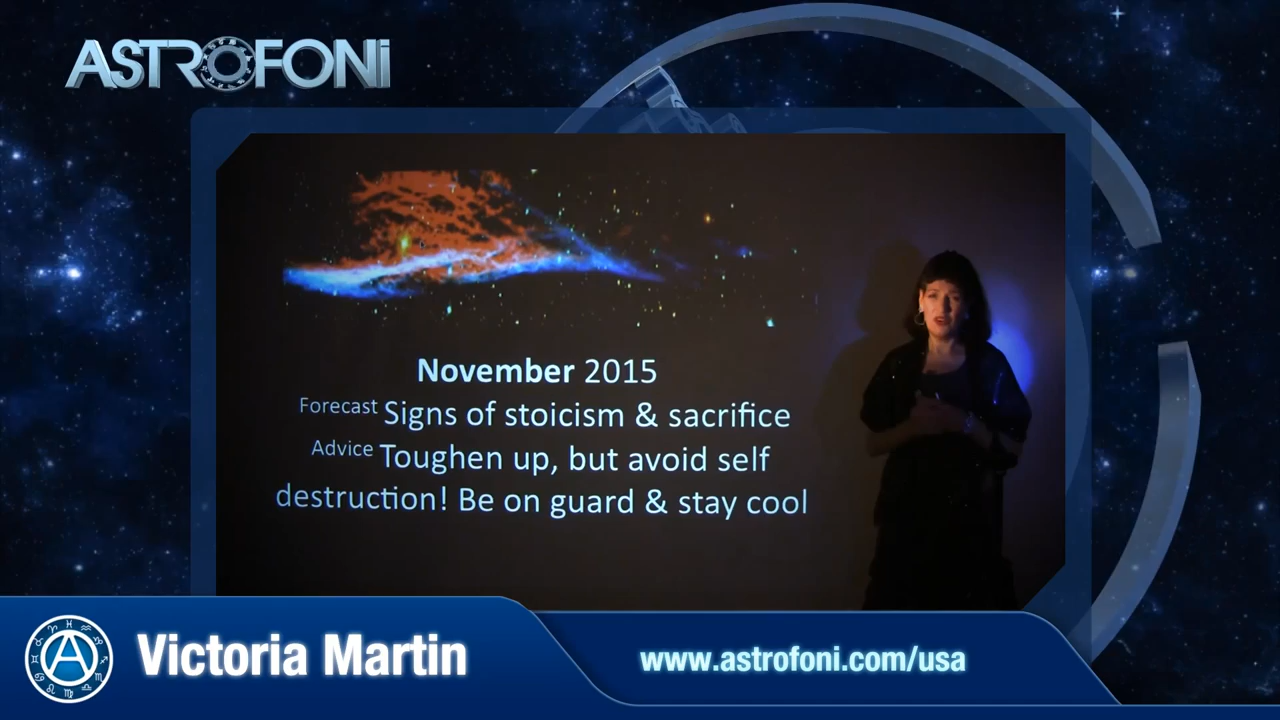 ASTROFONi
November 2015
Forecast Signs of stoicism & sacrifice
Advice Toughen up, but avoid self
destruction! Be on guard & stay cool
Victoria Martin
www.astrofoni.com/usa